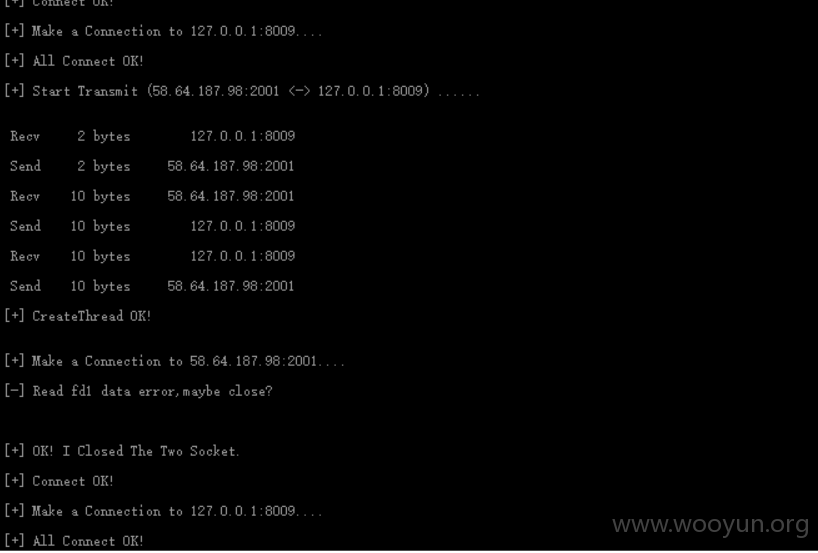 [+] Connect OK!
[+] Make a Connection to 127.0.0.1:8009....
[+] All Connect OK!
[+] Start Transmit (58.64.187.98:2001 <-> 127.0.0.1:8009) ......
Recv 2 bytes 127.0.0.1:8009
Send 2 bytes 58.64.187.98:2001
Recv 10 bytes 58.64.187.98:2001
Send 10 bytes 127.0.0.1:8009
Recv 10 bytes 127.0.0.1:8009
Send 10 bytes 58.64.187.98:2001
[+] CreateThread OK!
[+] Make a Connection to 58.64.187.98:2001....
[-] Read fd1 data error,maybe close?
[+] OK! I Closed The Two Socket.
[+] Connect OK!
[+] Make a Connection to 127.0.0.1:8009....
[+] All Connect OK!
www.wooyun.org